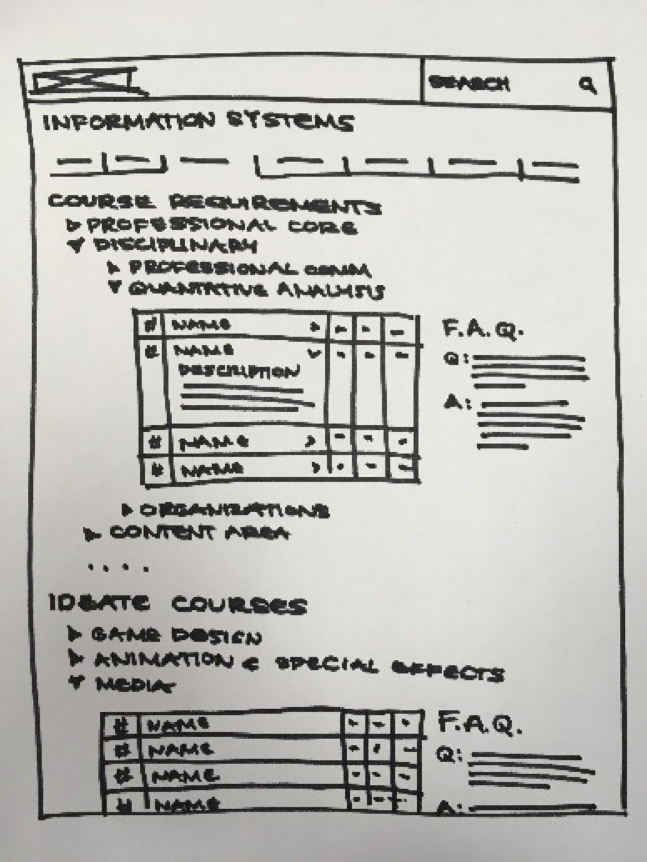 SEARCH
INFORMATION SYSTEMS
COURSE REQUIREMENTS
PROFESSIONAL CORE
DISCIPLINARY
PROFESSIONAL COMM
QUANTATIVE ANALYSIS
# NAME
# NAME
DESCRIPTION
# NAME
# NAME
F.A.Q.
Q:
A:
ORGANIZATIONS
CONTENT AREA
....
IDEATE COURSES
GAME DESIGN
ANIMATION & SPECIAL EFFECTS
MEDIA
# NAME
# NAME
# NAME
# NAME
F.A.Q.
Q:
A: